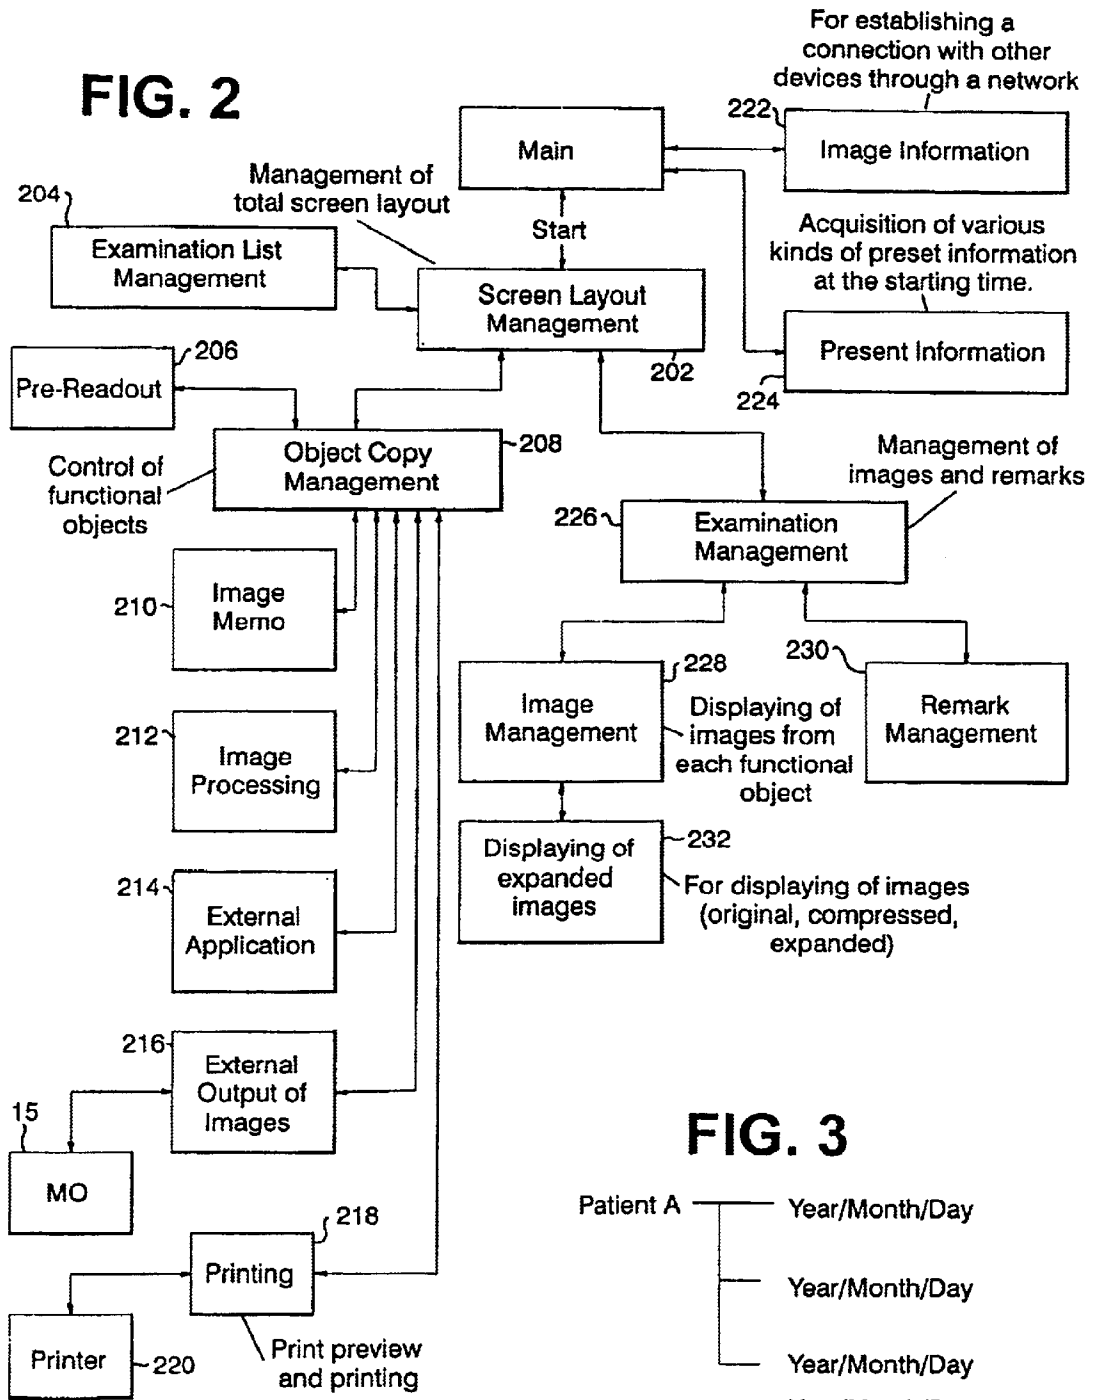 FIG. 2
For establishing a
connection with other
devices through a network
222
Main
Image Information
Management of
total screen layout
204
Examination List
Management
Start
Acquisition of various
kinds of preset information
at the starting time.
Screen Layout
Management
202
Present Information
224
206
Pre-Readout
Object Copy
Management
208
Control of
functional
objects
Management of
images and remarks
226
Examination
Management
210
Image
Memo
228
Image
Management
Displaying of
images from
each functional
object
230
Remark
Management
212
Image
Processing
Displaying of
expanded
images
232
For displaying of images
(original, compressed,
expanded)
214
External
Application
216
External
Output of
Images
15
MO
218
Printing
Print preview
and printing
Printer
220
FIG. 3
Patient A
Year/Month/Day
Year/Month/Day
Year/Month/Day